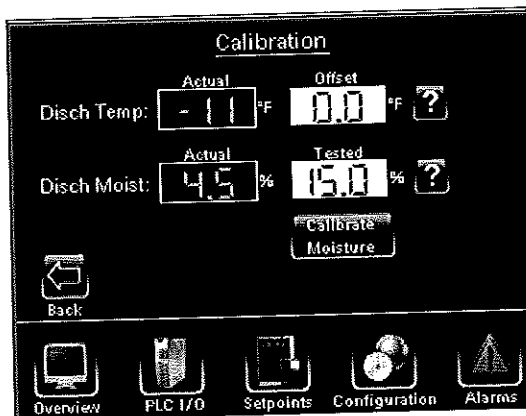 Calibration
Actual Offset
Disch Temp: -11 °F 0.0 °F ?
Actual Tested
Disch Moist: 4.5 % 15.0 % ?
Calibrate
Moisture
Back
Overview PLC I/O Setpoints Configuration Alarms